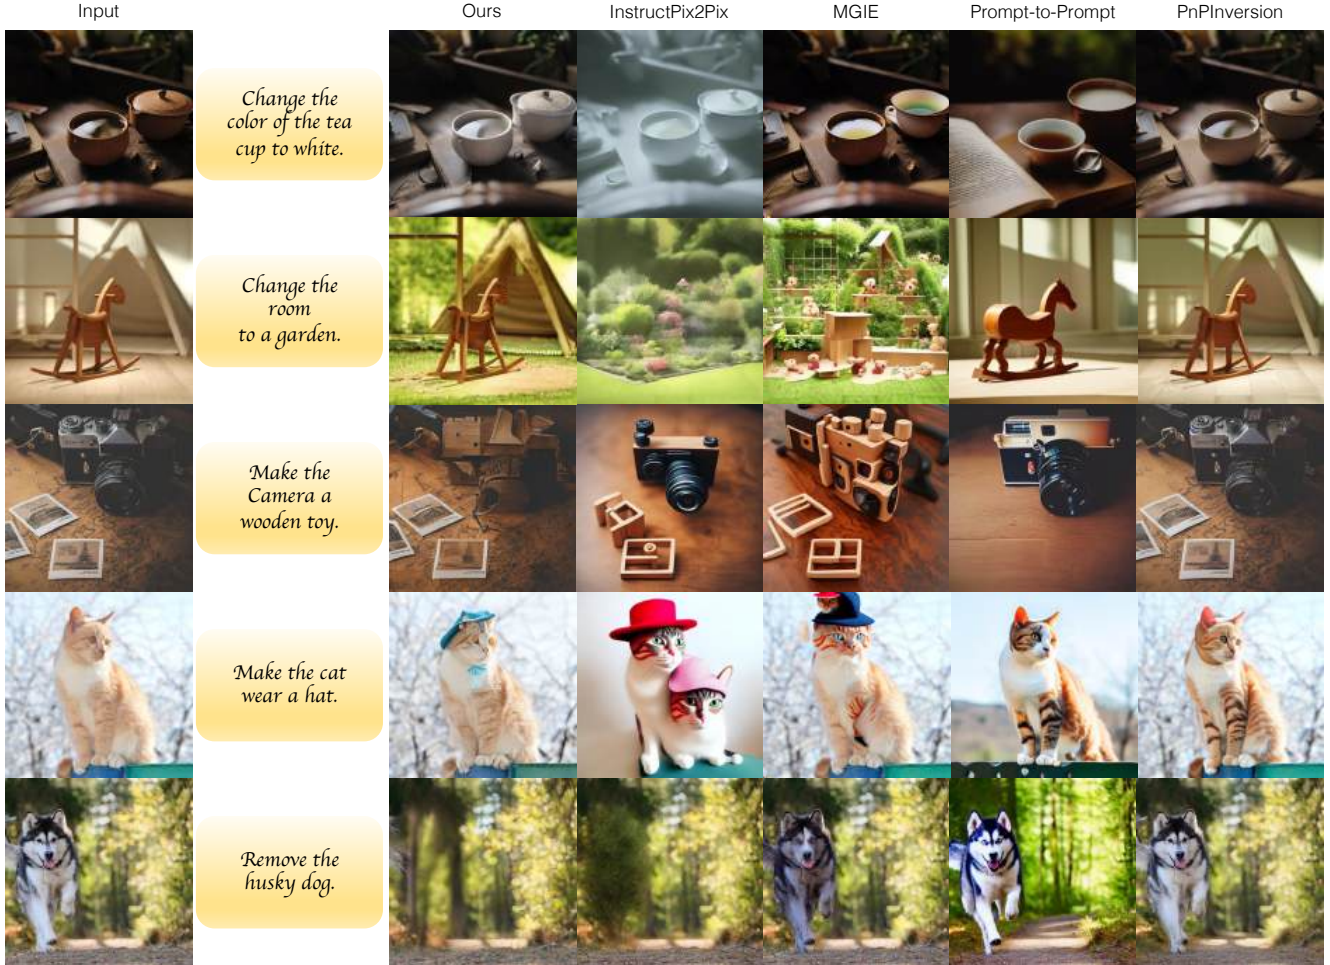 Input
Ours
InstructPix2Pix
MGIE
Prompt-to-Prompt
PnPInversion
Change the
color of the tea
cup to white.
Change the
room
to a garden.
Make the
Camera a
wooden toy.
Make the cat
wear a hat.
Remove the
husky dog.